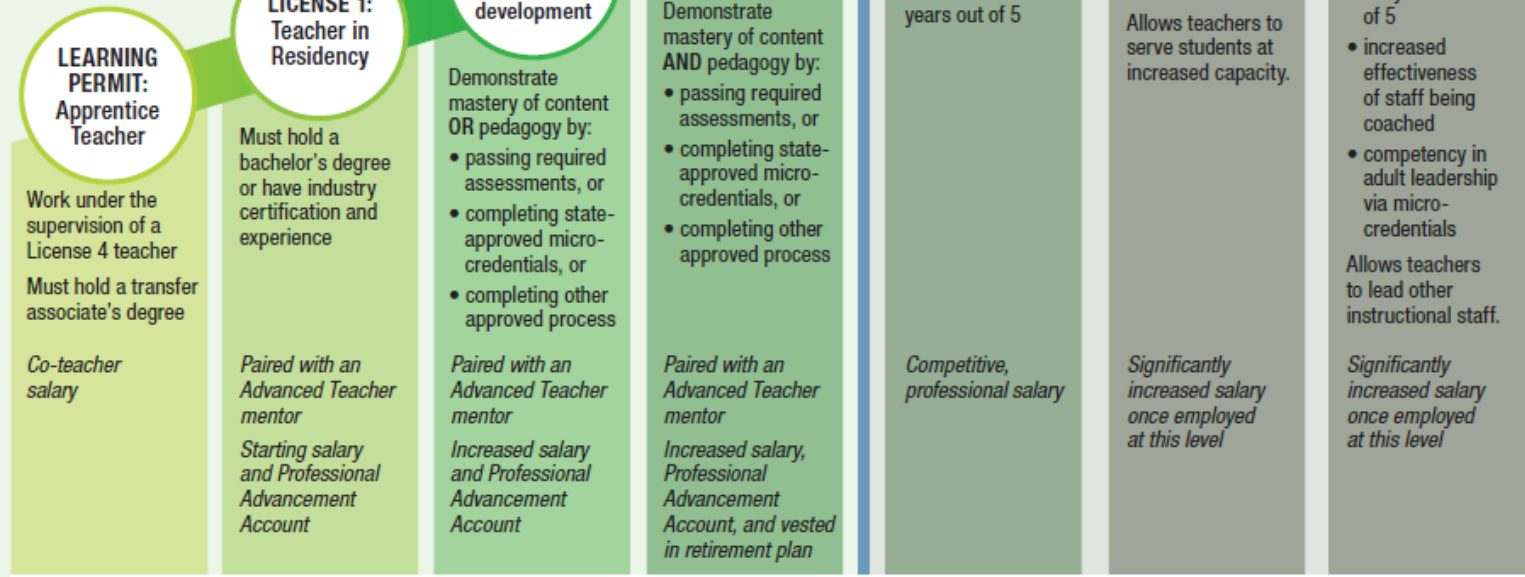 LEARNING
PERMIT:
Apprentice
Teacher
Work under the
supervision of a
License 4 teacher
Must hold a transfer
associate's degree
Co-teacher
salary
LICENSE 1:
Teacher in
Residency
Must hold a
bachelor's degree
or have industry
certification and
experience
Paired with an
Advanced Teacher
mentor
Starting salary
and Professional
Advancement
Account
development
Demonstrate
mastery of content
OR pedagogy by:
• passing required
assessments, or
• completing state-
approved micro-
credentials, or
• completing other
approved process
Paired with an
Advanced Teacher
mentor
Increased salary
and Professional
Advancement
Account
Demonstrate
mastery of content
AND pedagogy by:
• passing required
assessments, or
• completing state-
approved micro-
credentials, or
• completing other
approved process
Paired with an
Advanced Teacher
mentor
Increased salary,
Professional
Advancement
Account, and vested
in retirement plan
years out of 5
Competitive,
professional salary
Allows teachers to
serve students at
increased capacity.
Significantly
increased salary
once employed
at this level
of 5
• increased
effectiveness
of staff being
coached
• competency in
adult leadership
via micro-
credentials
Allows teachers
to lead other
instructional staff.
Significantly
increased salary
once employed
at this level